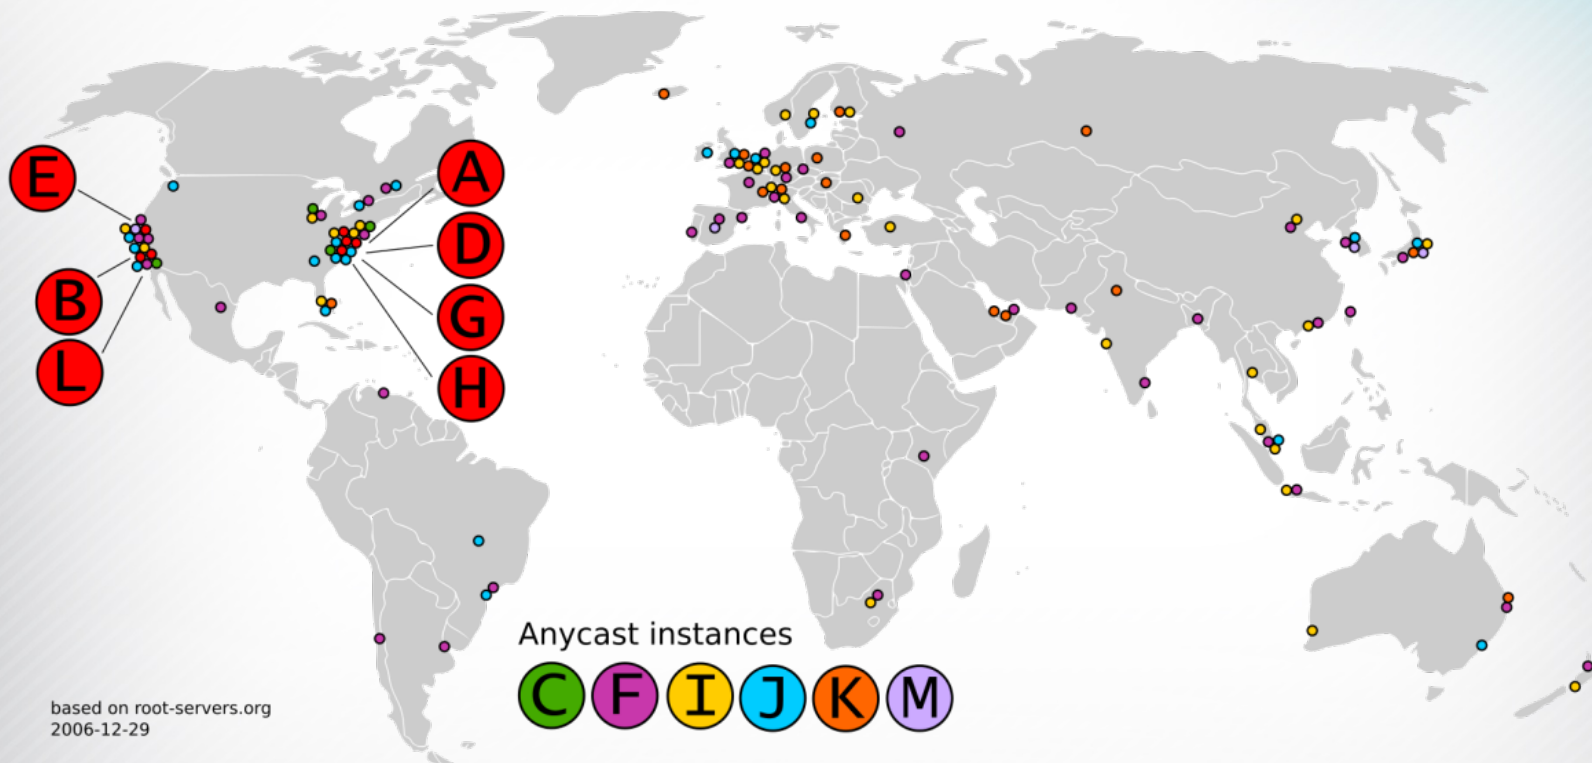 E
B
L
A
D
G
H
Anycast instances
C F I J K M
based on root-servers.org
2006-12-29